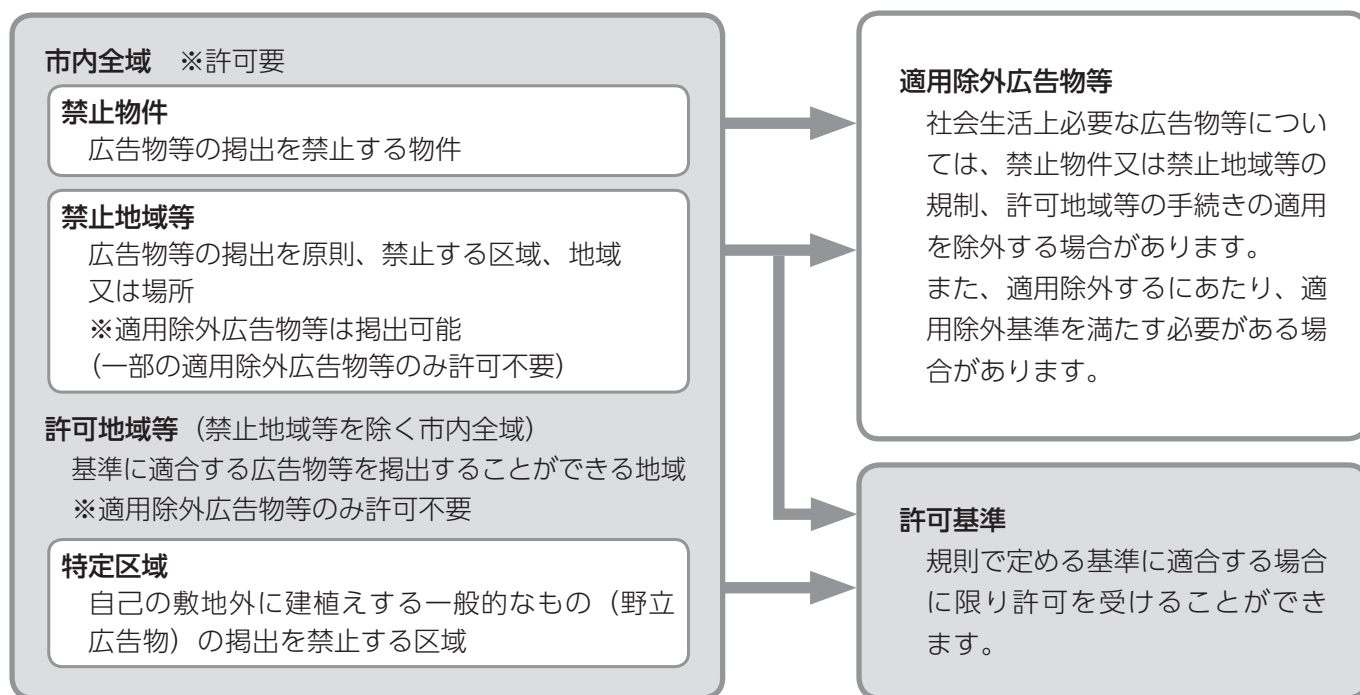 市内全域　※許可要
禁止物件
広告物等の掲出を禁止する物件
禁止地域等
広告物等の掲出を原則、禁止する区域、地域
又は場所
※適用除外広告物等は掲出可能
（一部の適用除外広告物等のみ許可不要）
許可地域等（禁止地域等を除く市内全域）
基準に適合する広告物等を掲出することができる地域
※適用除外広告物等のみ許可不要
特定区域
自己の敷地外に建植えする一般的なもの（野立
広告物）の掲出を禁止する区域
適用除外広告物等
社会生活上必要な広告物等につい
ては、禁止物件又は禁止地域等の
規制、許可地域等の手続きの適用
を除外する場合があります。
また、適用除外するにあたり、適
用除外基準を満たす必要がある場
合があります。
許可基準
規則で定める基準に適合する場合
に限り許可を受けることができ
ます。